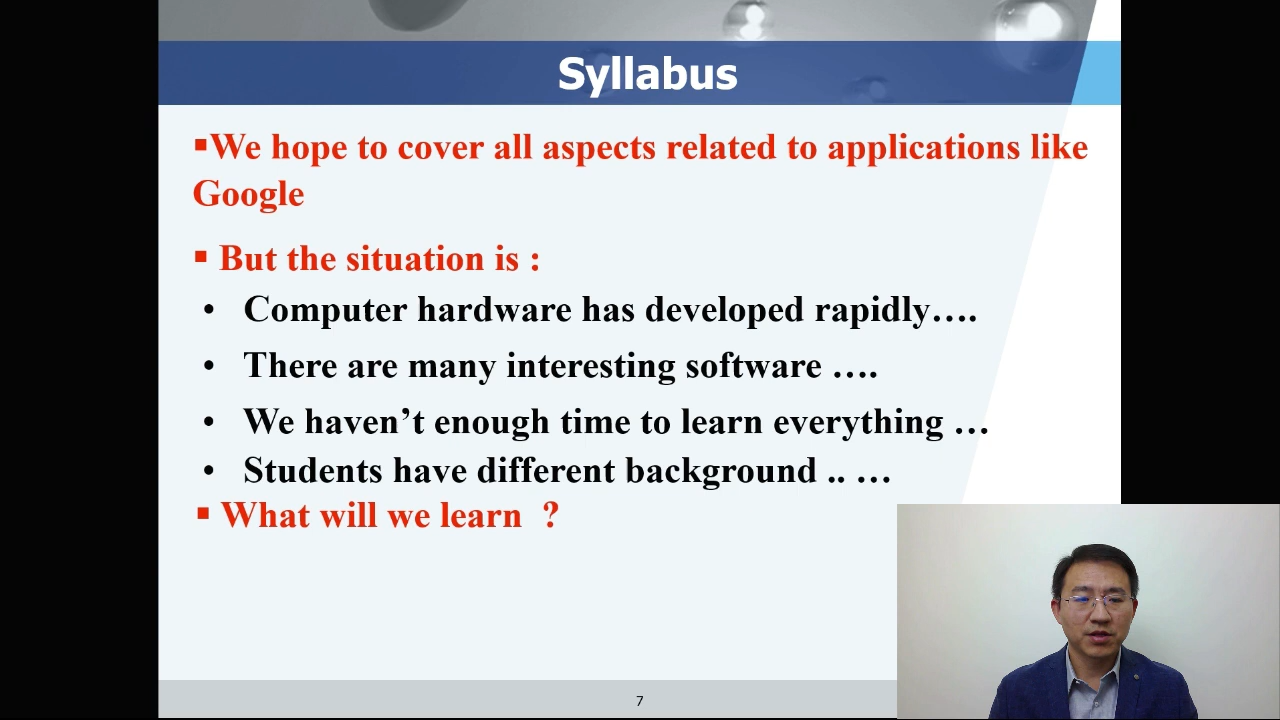 Syllabus
▪We hope to cover all aspects related to applications like
Google
▪ But the situation is :
• Computer hardware has developed rapidly….
• There are many interesting software ….
• We haven’t enough time to learn everything …
• Students have different background .. …
▪ What will we learn ?
7